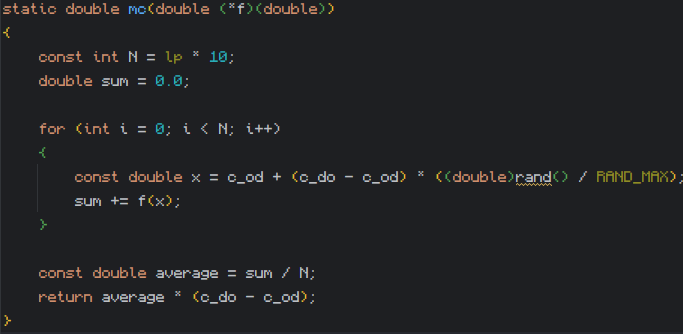 static double mc(double (*f)(double))
{
const int N = lp * 10;
double sum = 0.0;
for (int i = 0; i < N; i++)
{
const double x = c_od + (c_do - c_od) * ((double)rand() / RAND_MAX);
sum += f(x);
}
const double average = sum / N;
return average * (c_do - c_od);
}